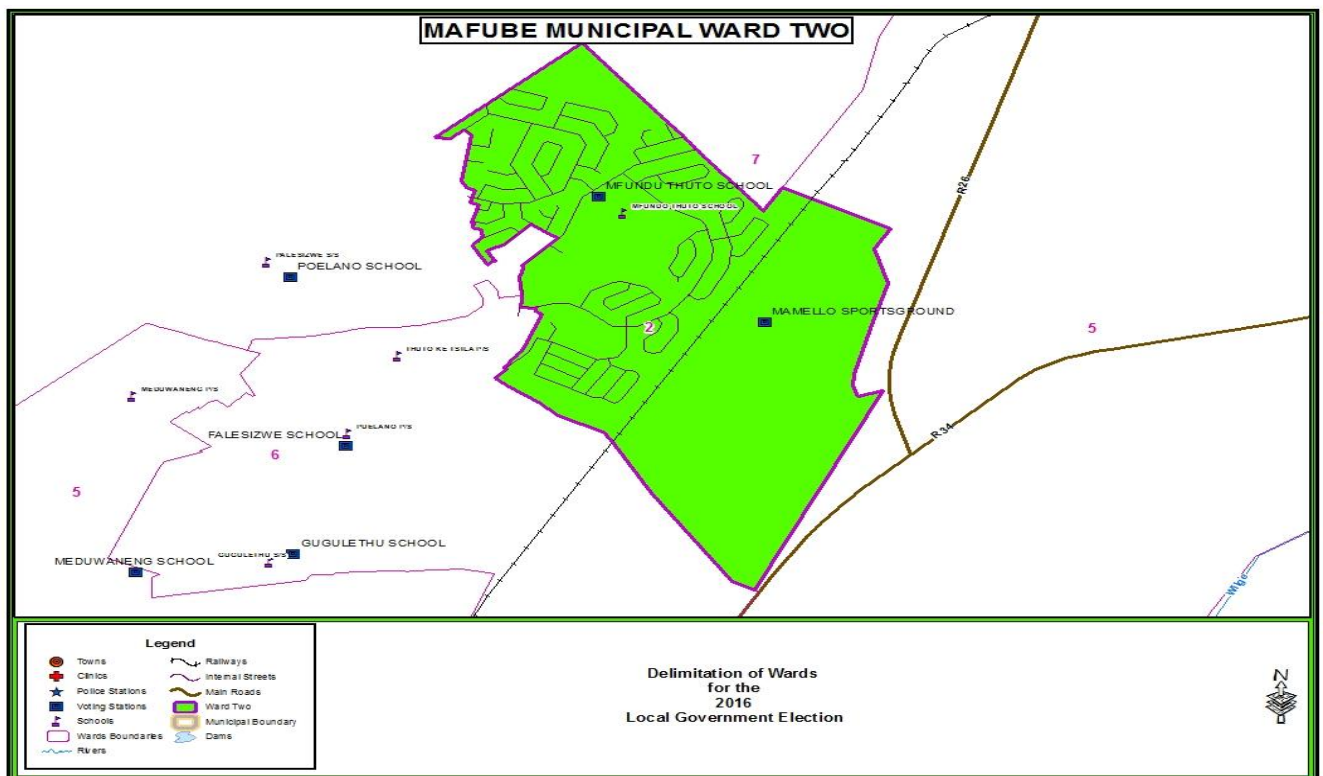 MAFUBE MUNICIPAL WARD TWO
7
R26
MFUNDU THUTO SCHOOL
MFUNDO THUTO SCHOOL
FALESIZWE S/S
POELANO SCHOOL
MAMELLO SPORTSGROUND
2
5
THUTO KE TSILA P/S
MEDUWANENG P/S
POELANO P/S
FALESIZWE SCHOOL
R34
6
5
GUGULETHU SCHOOL
GUGULETHU S/S
MEDUWANENG SCHOOL
Wilge
Legend
Towns
Clinics
Police Stations
Voting Stations
Schools
Wards Boundaries
Rivers
Railways
Internal Streets
Main Roads
Ward Two
Municipal Boundary
Dams
Delimitation of Wards
for the
2016
Local Government Election
N